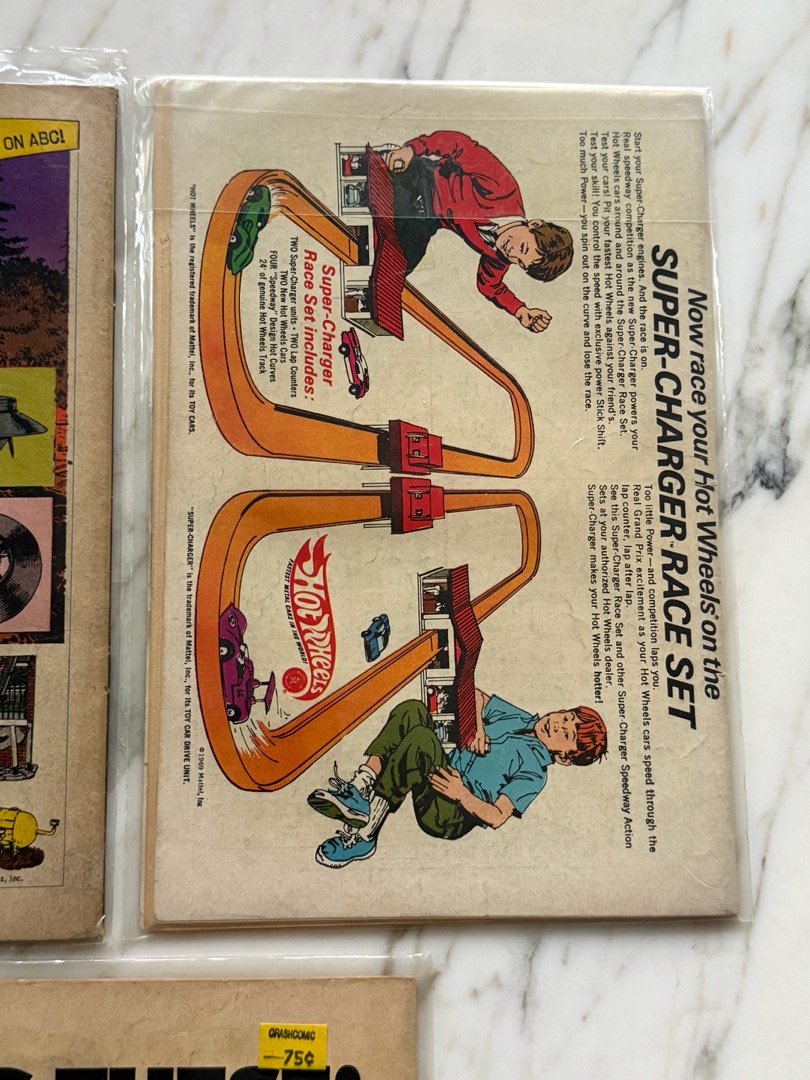 Now race your Hot Wheels® on the
SUPER-CHARGER™ RACE SET
Start your Super-Charger engines. And the race is on.
Real speedway competition as the new Super-Charger powers your
Hot Wheels cars around and around the Super-Charger Race Set.
Test your cars! Pit your fastest Hot Wheels against your friend's.
Test your skill! You control the speed with exclusive power Stick Shift.
Too much Power—you spin out on the curve and lose the race.
Too little Power—and competition laps you.
Real Grand Prix excitement as your Hot Wheels cars speed through the
lap counter, lap after lap.
See this Super-Charger Race Set and other Super-Charger Speedway Action
Sets at your authorized Hot Wheels dealer.
Super-Charger makes your Hot Wheels hotter!
Super-Charger
Race Set includes:
TWO Super-Charger units • TWO Lap Counters
TWO New Hot Wheels Cars
FOUR "Speedway" Design Hot Curves
24' of genuine Hot Wheels Track
HOT WHEELS
FASTEST METAL CARS IN THE WORLD!
"HOT WHEELS" is the registered trademark of Mattel, Inc., for its TOY CARS.
"SUPER-CHARGER" is the trademark of Mattel, Inc., for its TOY CAR DRIVE UNIT.
©1969 Mattel, Inc
ON ABC!
s, Inc.
CRASHCOMIC
75¢